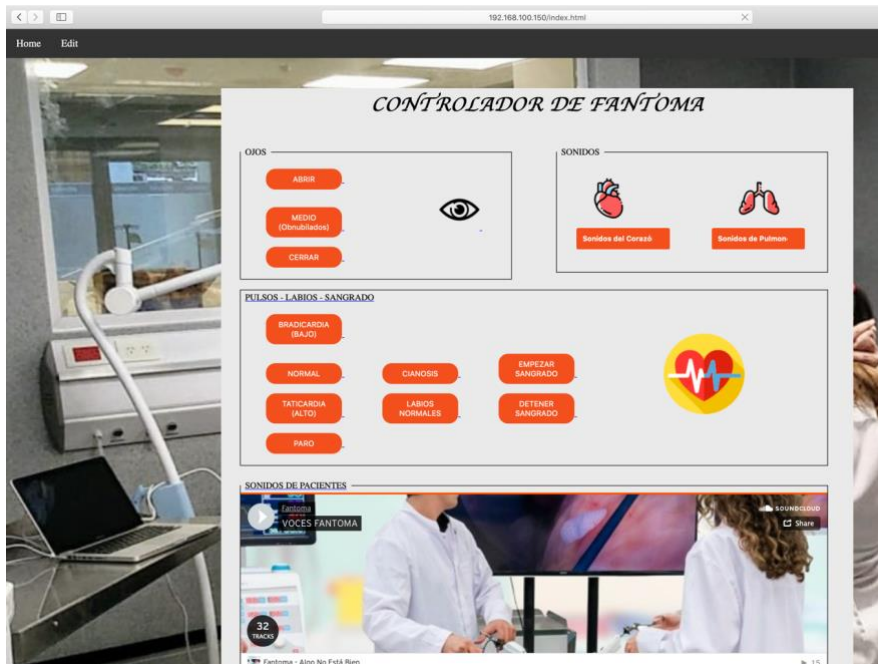 192.168.100.150/index.html
Home Edit
CONTROLADOR DE FANTOMA
OJOS
ABRIR
MEDIO
(Obnubilados)
CERRAR
SONIDOS
Sonidos del Corazó
Sonidos de Pulmon
PULSOS - LABIOS - SANGRADO
BRADICARDIA
(BAJO)
NORMAL
CIANOSIS
EMPEZAR
SANGRADO
TATICARDIA
(ALTO)
LABIOS
NORMALES
DETENER
SANGRADO
PARO
SONIDOS DE PACIENTES
Fantoma
VOCES FANTOMA
SOUNDCLOUD
Share
32
TRACKS
Fantoma - Algo No Está Bien
15